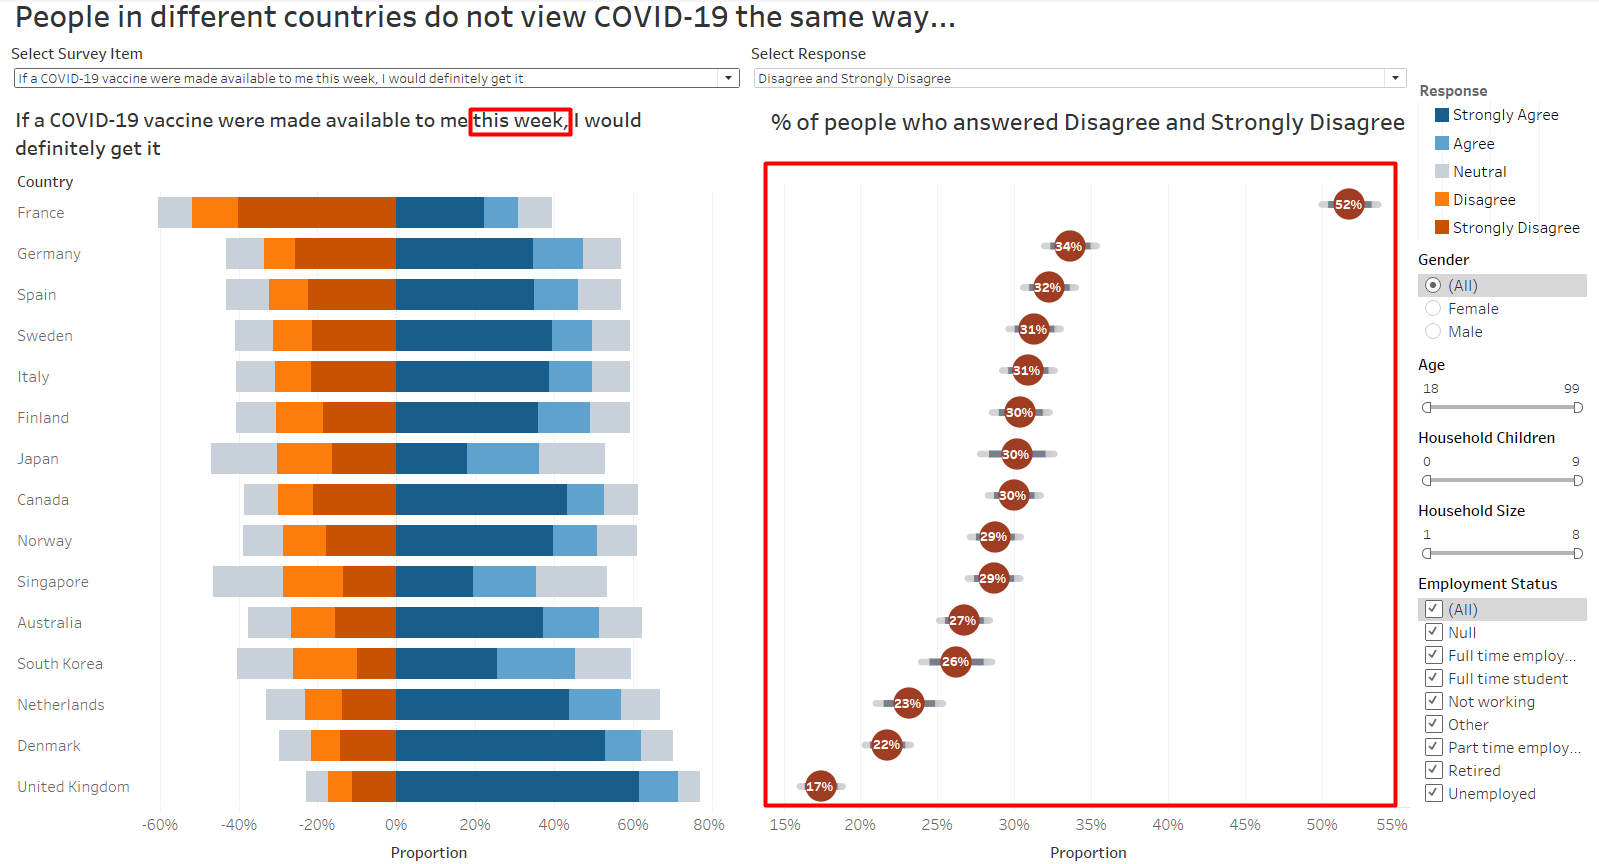 People in different countries do not view COVID-19 the same way...
Select Survey Item
If a COVID-19 vaccine were made available to me this week, I would definitely get it
Select Response
Disagree and Strongly Disagree
If a COVID-19 vaccine were made available to me this week, I would
definitely get it
Country
France
Germany
Spain
Sweden
Italy
Finland
Japan
Canada
Norway
Singapore
Australia
South Korea
Netherlands
Denmark
United Kingdom
-60% -40% -20% 0% 20% 40% 60% 80%
Proportion
% of people who answered Disagree and Strongly Disagree
52%
34%
32%
31%
31%
30%
30%
30%
29%
29%
27%
26%
23%
22%
17%
15% 20% 25% 30% 35% 40% 45% 50% 55%
Proportion
Response
Strongly Agree
Agree
Neutral
Disagree
Strongly Disagree
Gender
(All)
Female
Male
Age
18 99
Household Children
0 9
Household Size
1 8
Employment Status
(All)
Null
Full time employ...
Full time student
Not working
Other
Part time employ...
Retired
Unemployed